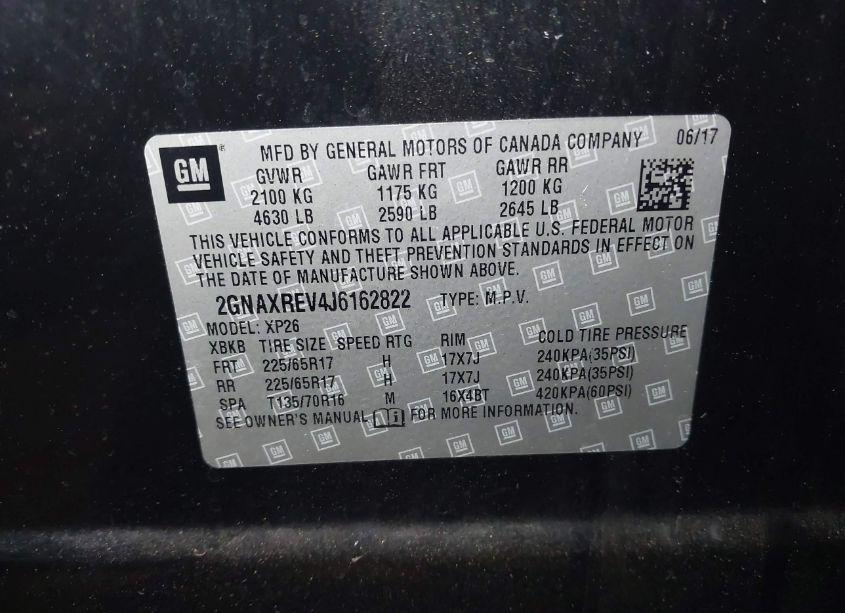 GM ® MFD BY GENERAL MOTORS OF CANADA COMPANY 06/17
GVWR GAWR FRT GAWR RR
2100 KG 1175 KG 1200 KG
4630 LB 2590 LB 2645 LB
THIS VEHICLE CONFORMS TO ALL APPLICABLE U.S. FEDERAL MOTOR
VEHICLE SAFETY AND THEFT PREVENTION STANDARDS IN EFFECT ON
THE DATE OF MANUFACTURE SHOWN ABOVE.
2GNAXREV4J6162822 TYPE: M.P.V.
MODEL: XP26
XBKB TIRE SIZE SPEED RTG RIM COLD TIRE PRESSURE
FRT 225/65R17 H 17X7J 240KPA(35PSI)
RR 225/65R17 H 17X7J 240KPA(35PSI)
SPA T135/70R16 M 16X4BT 420KPA(60PSI)
SEE OWNER'S MANUAL i FOR MORE INFORMATION.